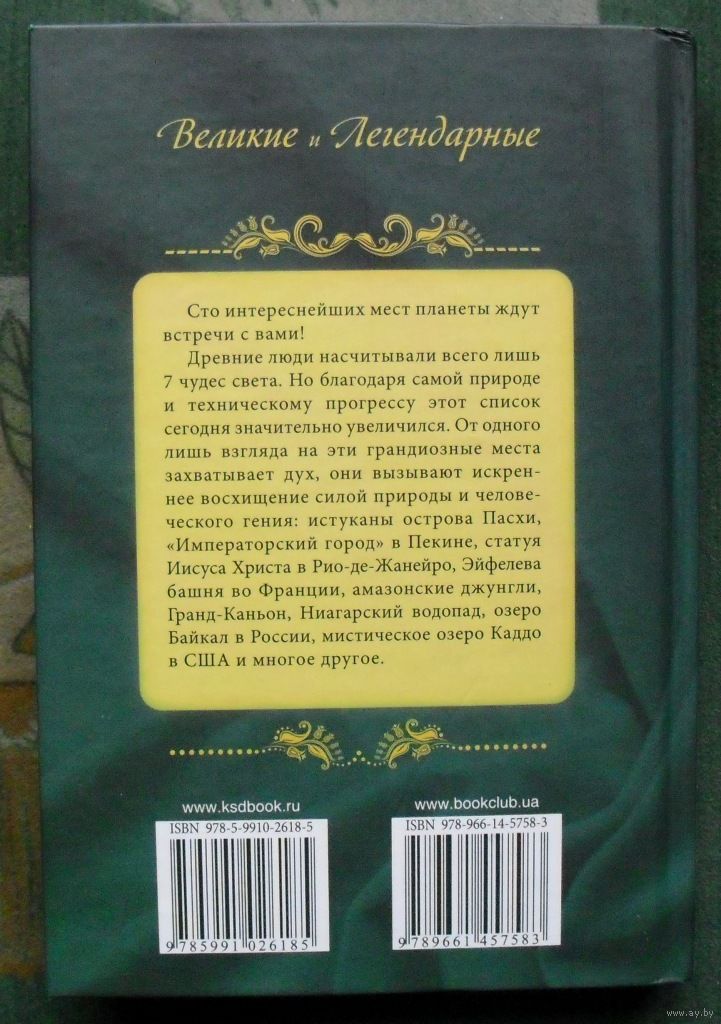 Великие и Легендарные
Сто интереснейших мест планеты ждут
встречи с вами!
Древние люди насчитывали всего лишь
7 чудес света. Но благодаря самой природе
и техническому прогрессу этот список
сегодня значительно увеличился. От одного
лишь взгляда на эти грандиозные места
захватывает дух, они вызывают искрен-
нее восхищение силой природы и челове-
ческого гения: истуканы острова Пасхи,
«Императорский город» в Пекине, статуя
Иисуса Христа в Рио-де-Жанейро, Эйфелева
башня во Франции, амазонские джунгли,
Гранд-Каньон, Ниагарский водопад, озеро
Байкал в России, мистическое озеро Каддо
в США и многое другое.
www.ksdbook.ru
ISBN 978-5-9910-2618-5
9 785991 026185
www.bookclub.ua
ISBN 978-966-14-5758-3
9 789661 457583
www.ay.by